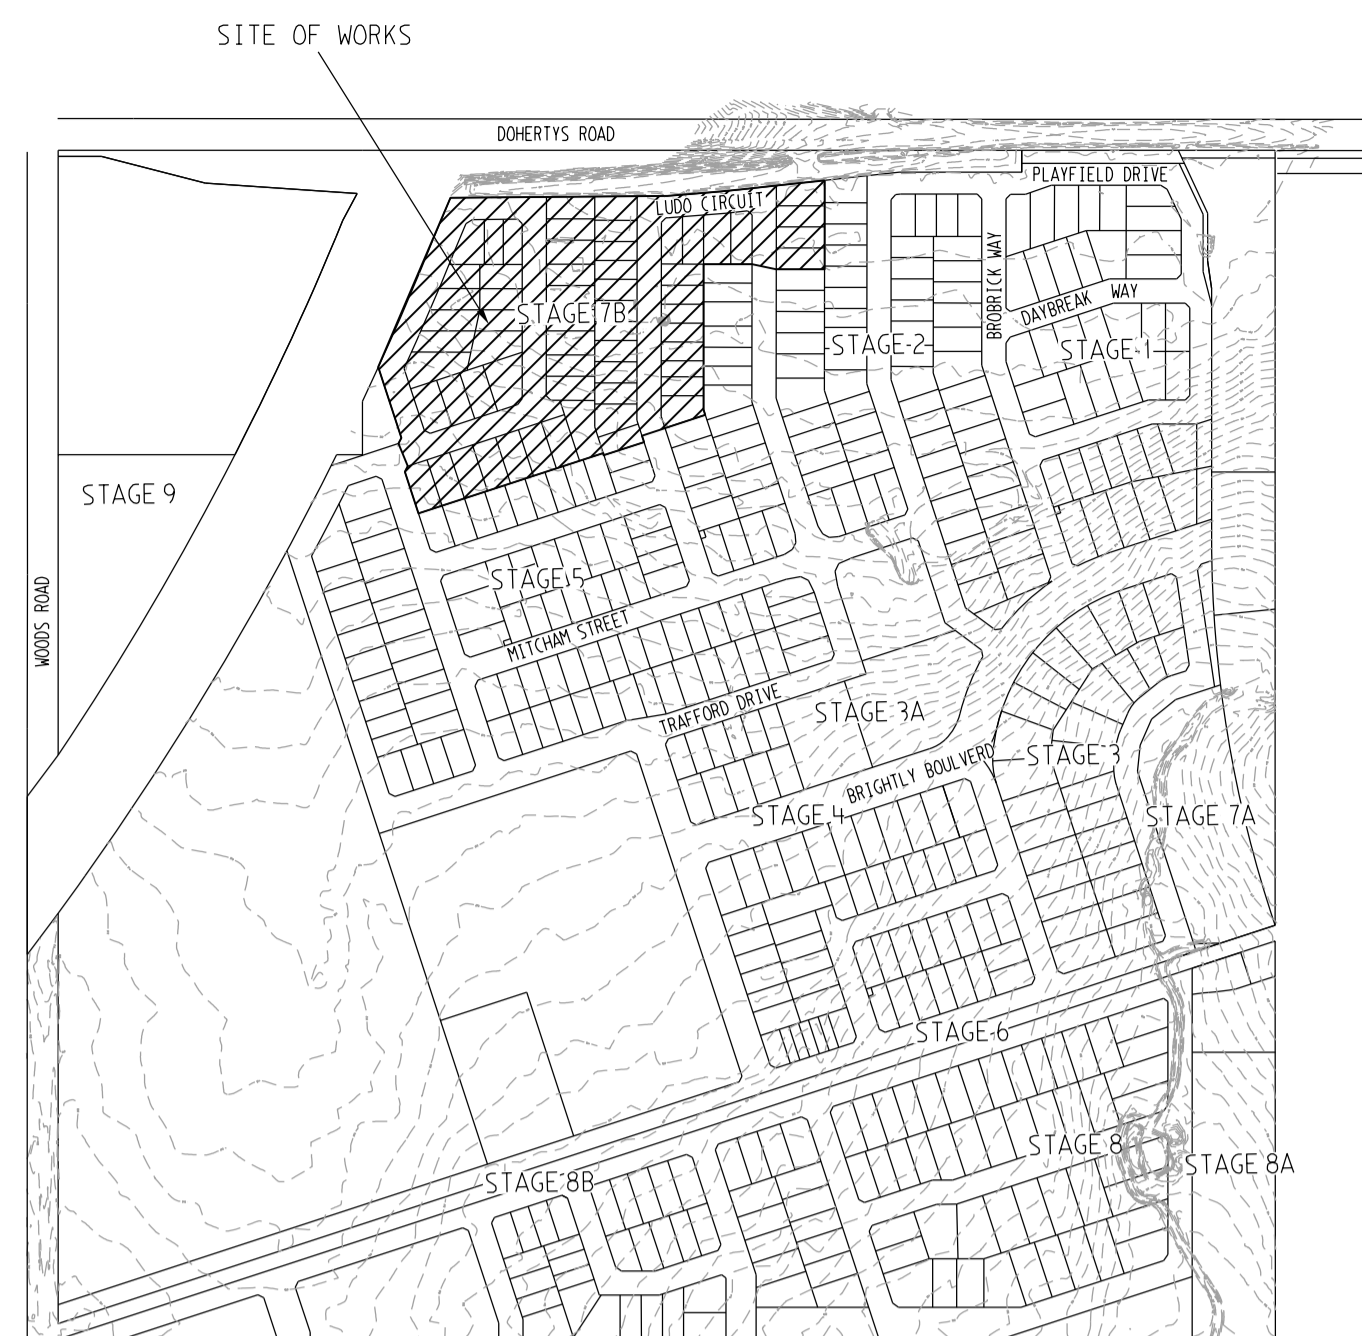 SITE OF WORKS
DOHERTYS ROAD
PLAYFIELD DRIVE
LUDO CIRCUIT
BROBRICK WAY
DAYBREAK WAY
STAGE 7B
STAGE 2
STAGE 1
STAGE 9
WOODS ROAD
STAGE 5
MITCHAM STREET
TRAFFORD DRIVE
STAGE 3A
STAGE 3
BRIGHTLY BOULVERD
STAGE 4
STAGE 7A
STAGE 6
STAGE 8
STAGE 8A
STAGE 8B